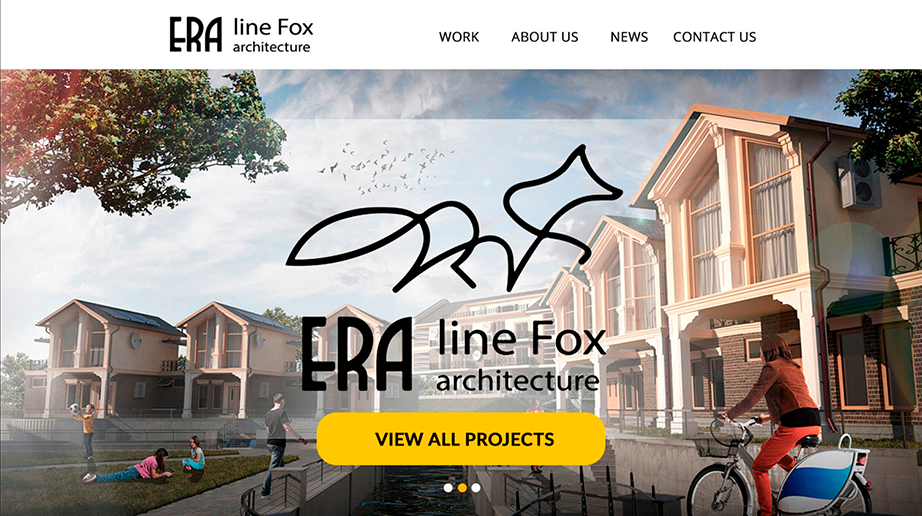 ERA line Fox
architecture
WORK ABOUT US NEWS CONTACT US
ERA line Fox
architecture
VIEW ALL PROJECTS